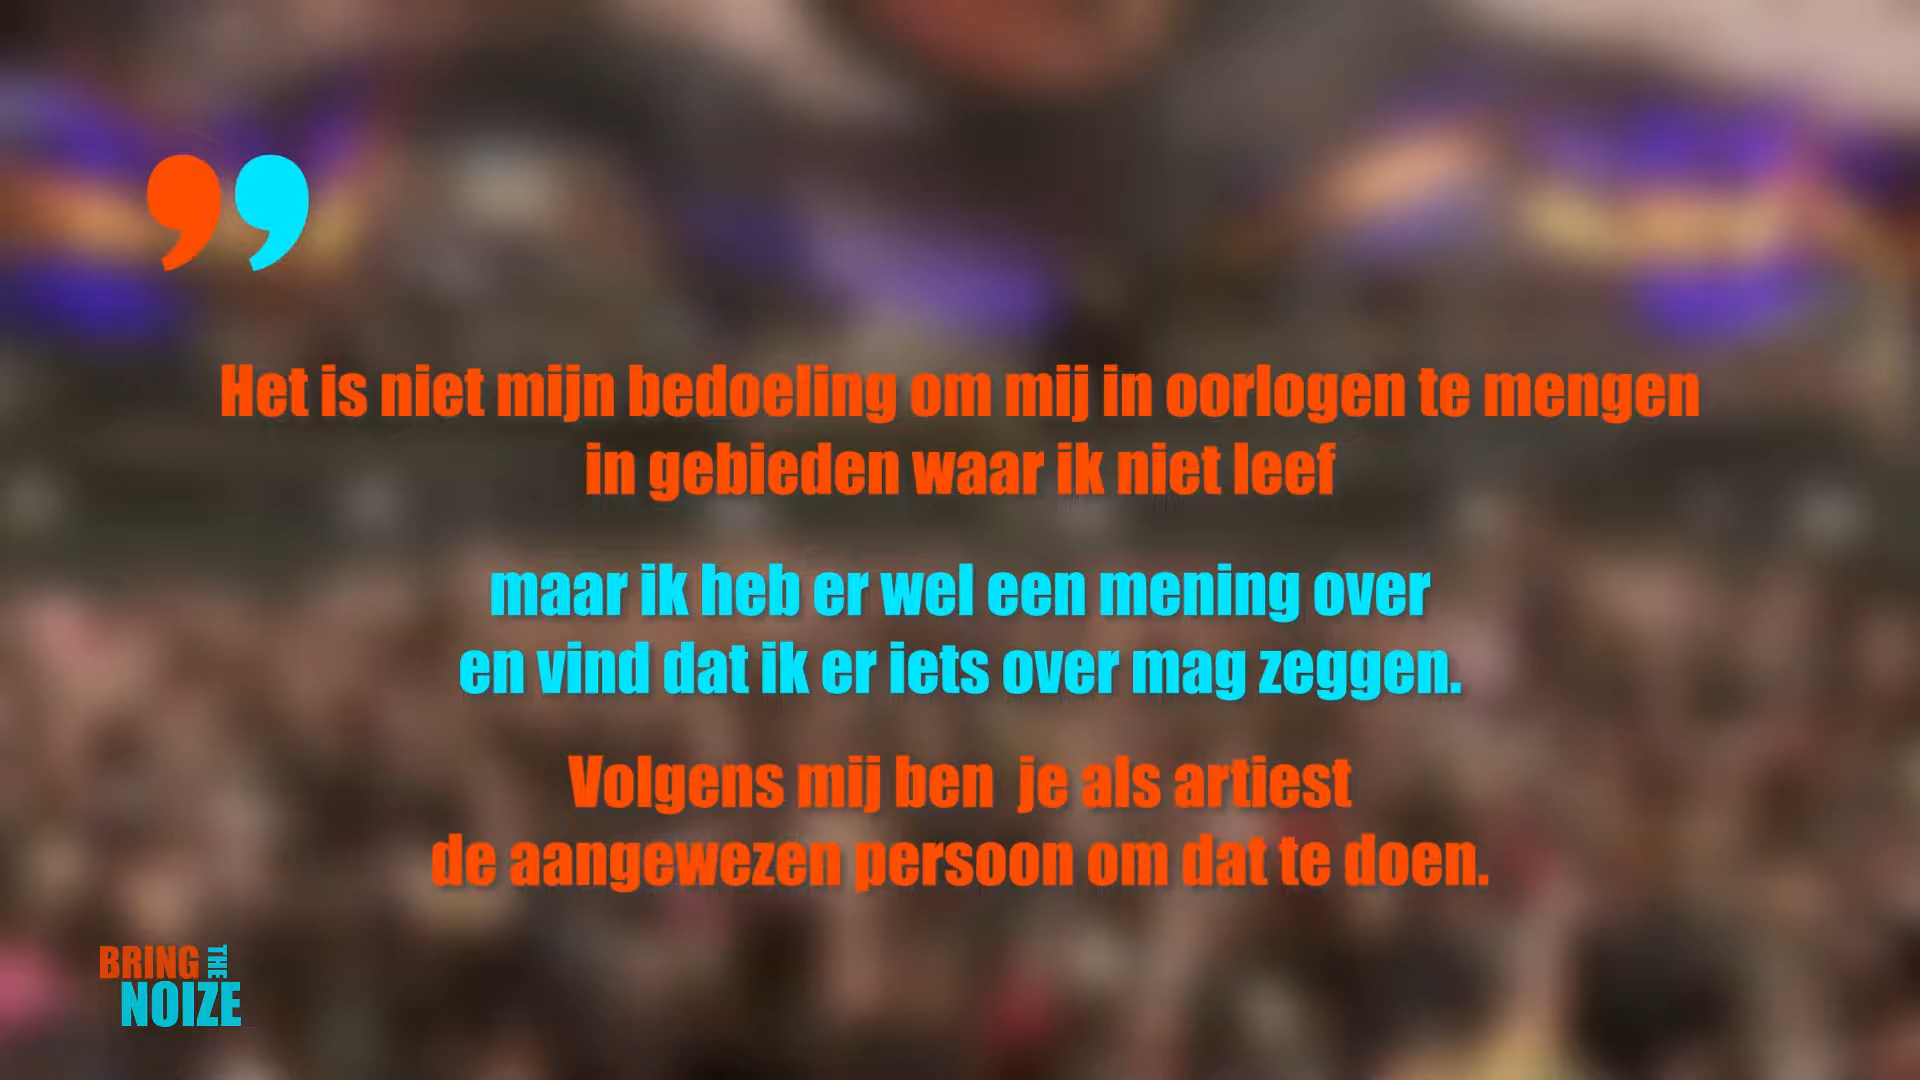 ”
Het is niet mijn bedoeling om mij in oorlogen te mengen
in gebieden waar ik niet leef
maar ik heb er wel een mening over
en vind dat ik er iets over mag zeggen.
Volgens mij ben  je als artiest
de aangewezen persoon om dat te doen.
BRING THE
NOIZE